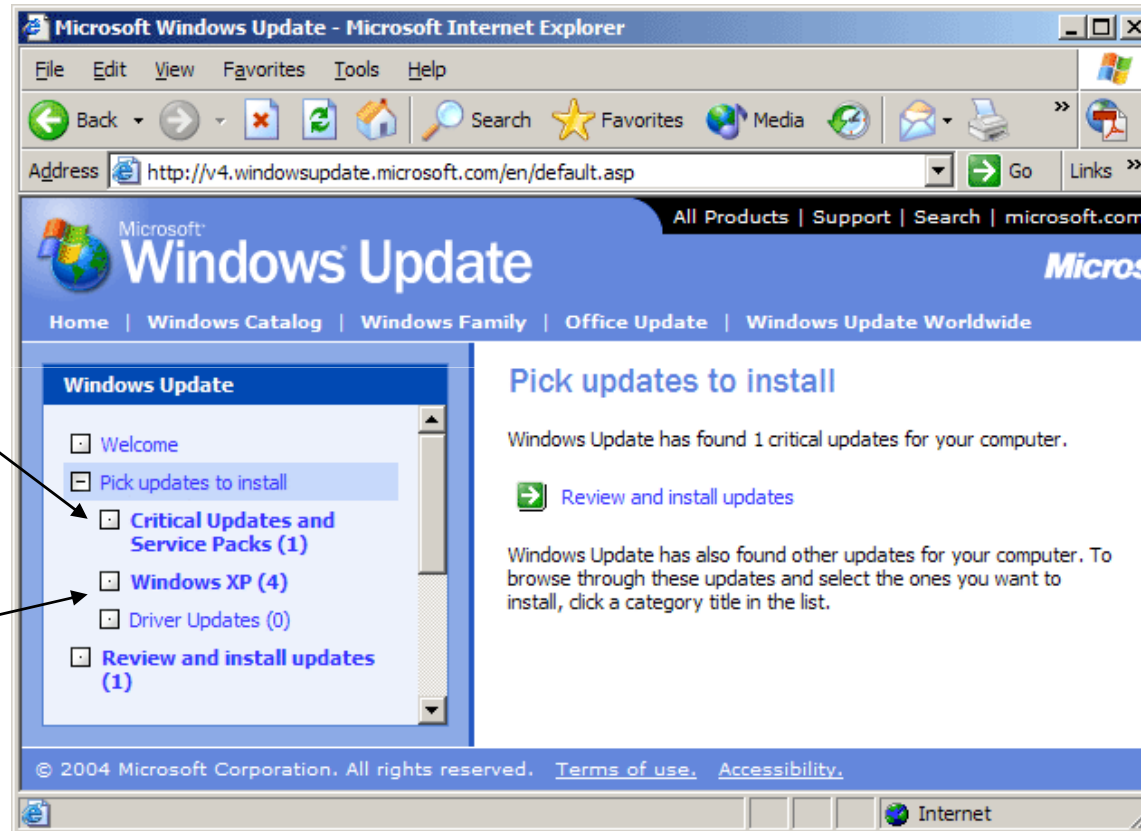 Microsoft Windows Update - Microsoft Internet Explorer
File Edit View Favorites Tools Help
Back Search Favorites Media »
Address http://v4.windowsupdate.microsoft.com/en/default.asp Go Links »
All Products | Support | Search | microsoft.com
Microsoft
Windows Update
Micros
Home | Windows Catalog | Windows Family | Office Update | Windows Update Worldwide
Windows Update
Welcome
Pick updates to install
Critical Updates and
Service Packs (1)
Windows XP (4)
Driver Updates (0)
Review and install updates
(1)
Pick updates to install
Windows Update has found 1 critical updates for your computer.
Review and install updates
Windows Update has also found other updates for your computer. To
browse through these updates and select the ones you want to
install, click a category title in the list.
© 2004 Microsoft Corporation. All rights reserved. Terms of use. Accessibility.
Internet